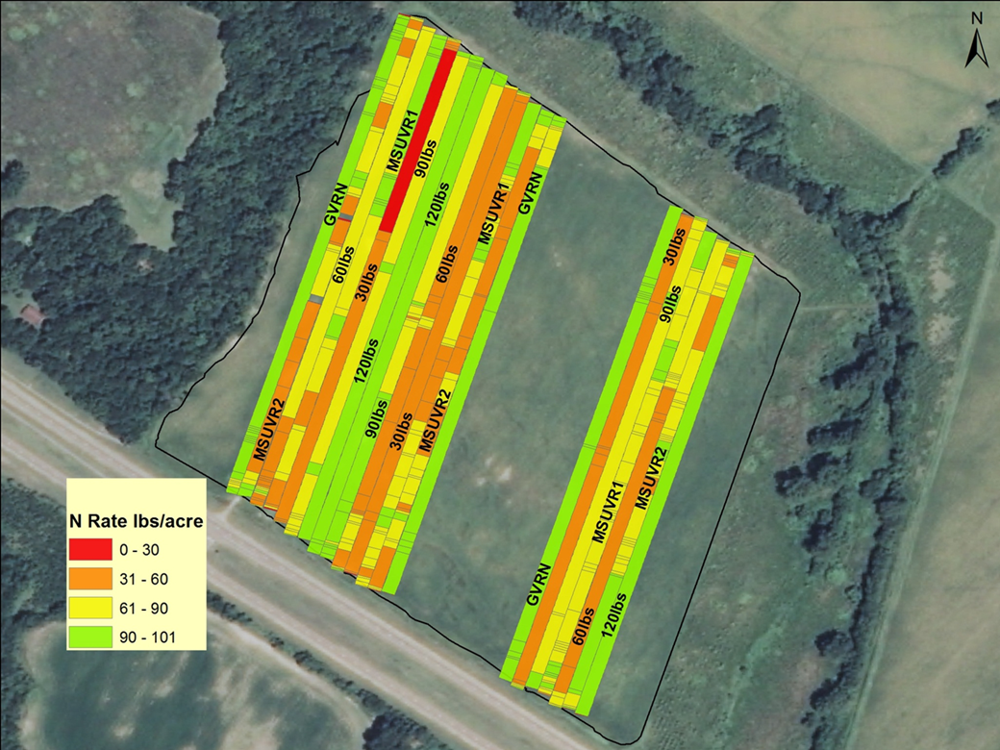 N
MSUVR1
90lbs
GVRN
120lbs
MSUVR1
GVRN
60lbs
30lbs
60lbs
30lbs
90lbs
120lbs
MSUVR2
90lbs
30lbs
MSUVR2
MSUVR1
MSUVR2
GVRN
60lbs
120lbs
N Rate lbs/acre
0 - 30
31 - 60
61 - 90
90 - 101